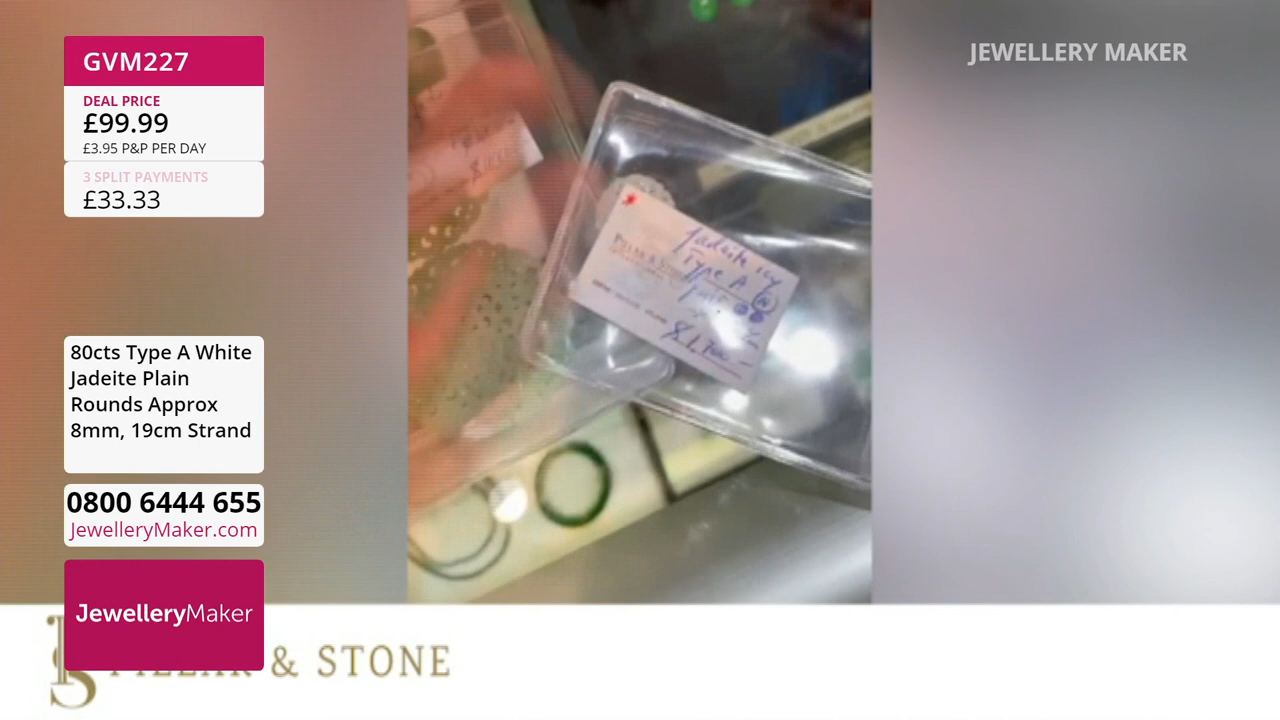 GVM227
DEAL PRICE
£99.99
£3.95 P&P PER DAY
3 SPLIT PAYMENTS
£33.33
80cts Type A White
Jadeite Plain
Rounds Approx
8mm, 19cm Strand
0800 6444 655
JewelleryMaker.com
JewelleryMaker
& STONE
JEWELLERY MAKER
Jadeite Icy
Type A